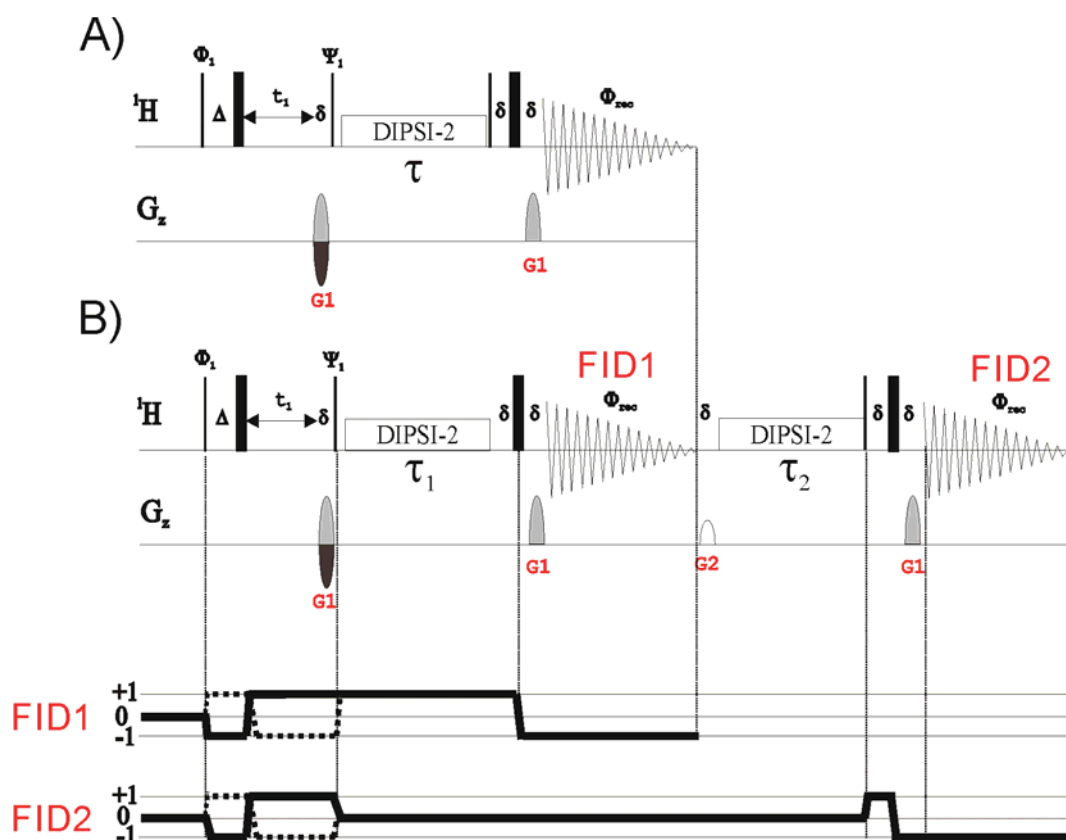 A)
Φ₁ Ψ₁
¹H Δ t₁ δ DIPSI-2 δ δ Φrec
τ
Gz
G1 G1
B)
Φ₁ Ψ₁ FID1 FID2
¹H Δ t₁ δ DIPSI-2 δ δ Φrec δ DIPSI-2 δ δ Φrec
τ₁ τ₂
Gz
G1 G1 G2 G1
FID1 +1
0
-1
FID2 +1
0
-1